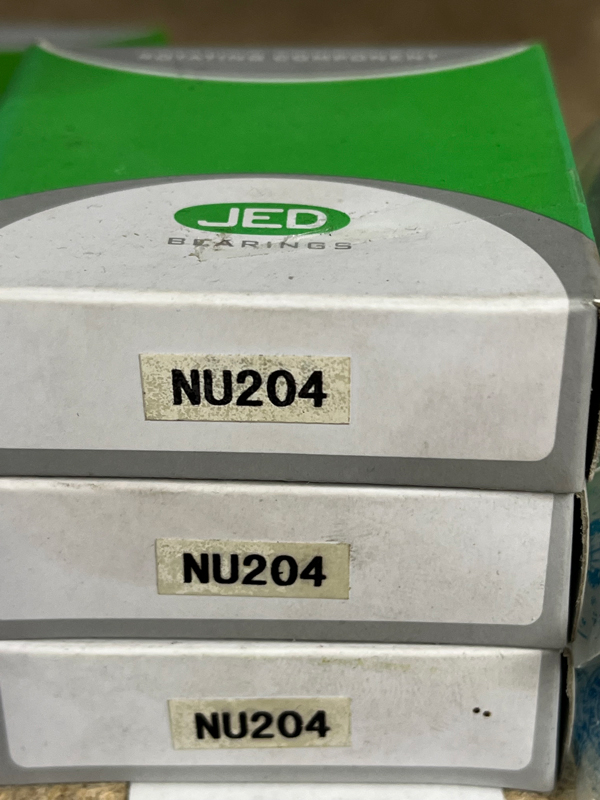 ROTATING COMPONENT
JED
BEARINGS
NU204
NU204
NU204